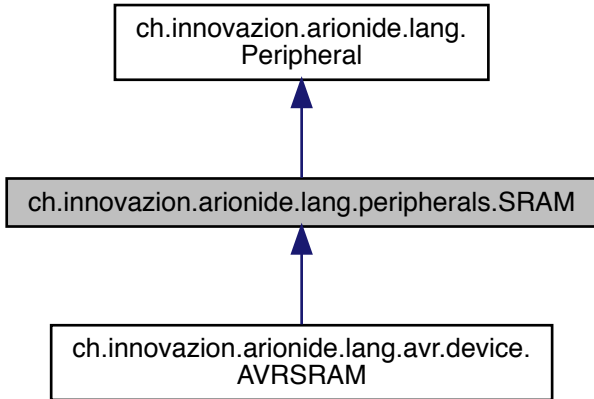 ch.innovazion.arionide.lang.
Peripheral
ch.innovazion.arionide.lang.peripherals.SRAM
ch.innovazion.arionide.lang.avr.device.
AVRSRAM